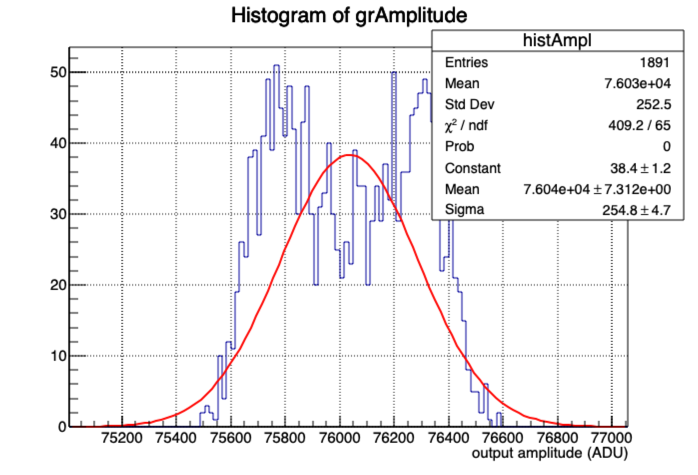 Histogram of grAmplitude
histAmpl
Entries 1891
Mean 7.603e+04
Std Dev 252.5
χ² / ndf 409.2 / 65
Prob 0
Constant 38.4 ± 1.2
Mean 7.604e+04 ± 7.312e+00
Sigma 254.8 ± 4.7
50
40
30
20
10
0
75200 75400 75600 75800 76000 76200 76400 76600 76800 77000
output amplitude (ADU)